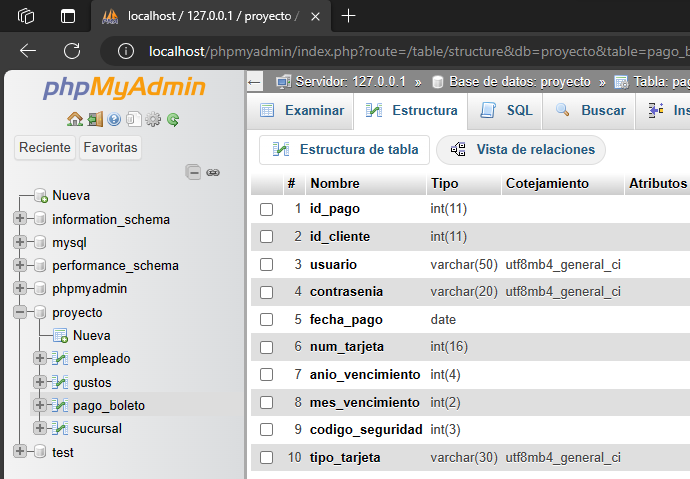 localhost / 127.0.0.1 / proyecto /
localhost/phpmyadmin/index.php?route=/table/structure&db=proyecto&table=pago_b
phpMyAdmin
Reciente Favoritas
Nueva
information_schema
mysql
performance_schema
phpmyadmin
proyecto
Nueva
empleado
gustos
pago_boleto
sucursal
test
Servidor: 127.0.0.1 » Base de datos: proyecto » Tabla: pag
Examinar Estructura SQL Buscar Ins
Estructura de tabla Vista de relaciones
# Nombre Tipo Cotejamiento Atributos
1 id_pago int(11)
2 id_cliente int(11)
3 usuario varchar(50) utf8mb4_general_ci
4 contrasenia varchar(20) utf8mb4_general_ci
5 fecha_pago date
6 num_tarjeta int(16)
7 anio_vencimiento int(4)
8 mes_vencimiento int(2)
9 codigo_seguridad int(3)
10 tipo_tarjeta varchar(30) utf8mb4_general_ci